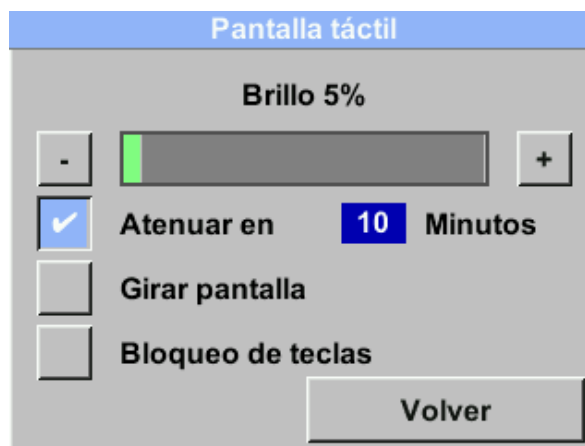 Pantalla táctil
Brillo 5%
- +
Atenuar en 10 Minutos
Girar pantalla
Bloqueo de teclas
Volver